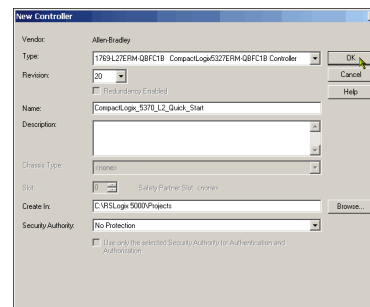 New Controller
Vendor: Allen-Bradley
Type: 1769-L27ERM-QBFC1B CompactLogix5327ERM-QBFC1B Controller OK
Revision: 20 Cancel
Redundancy Enabled Help
Name: CompactLogix_5370_L2_Quick_Start
Description:
Chassis Type: <none>
Slot: 0 Safety Partner Slot: <none>
Create In: C:\RSLogix 5000\Projects Browse...
Security Authority: No Protection
Use only the selected Security Authority for Authentication and
Authorization